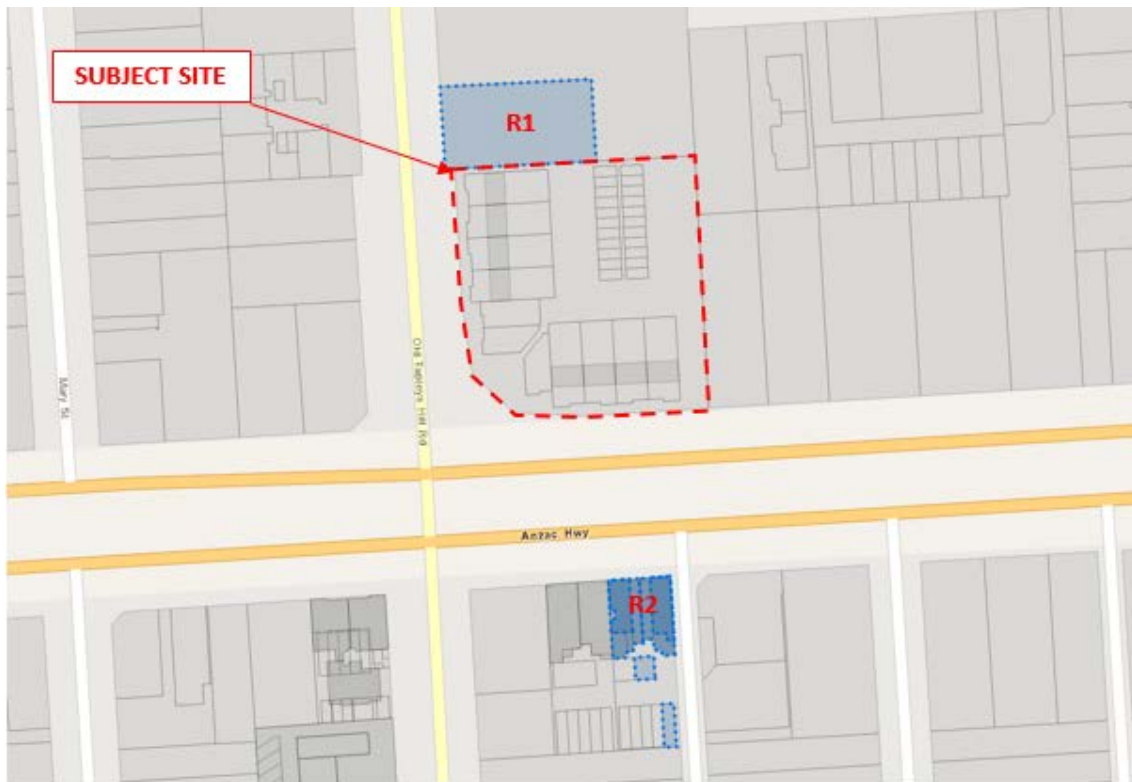 SUBJECT SITE
R1
Old Tapleys Hill Rd
Mary St
Anzac Hwy
R2